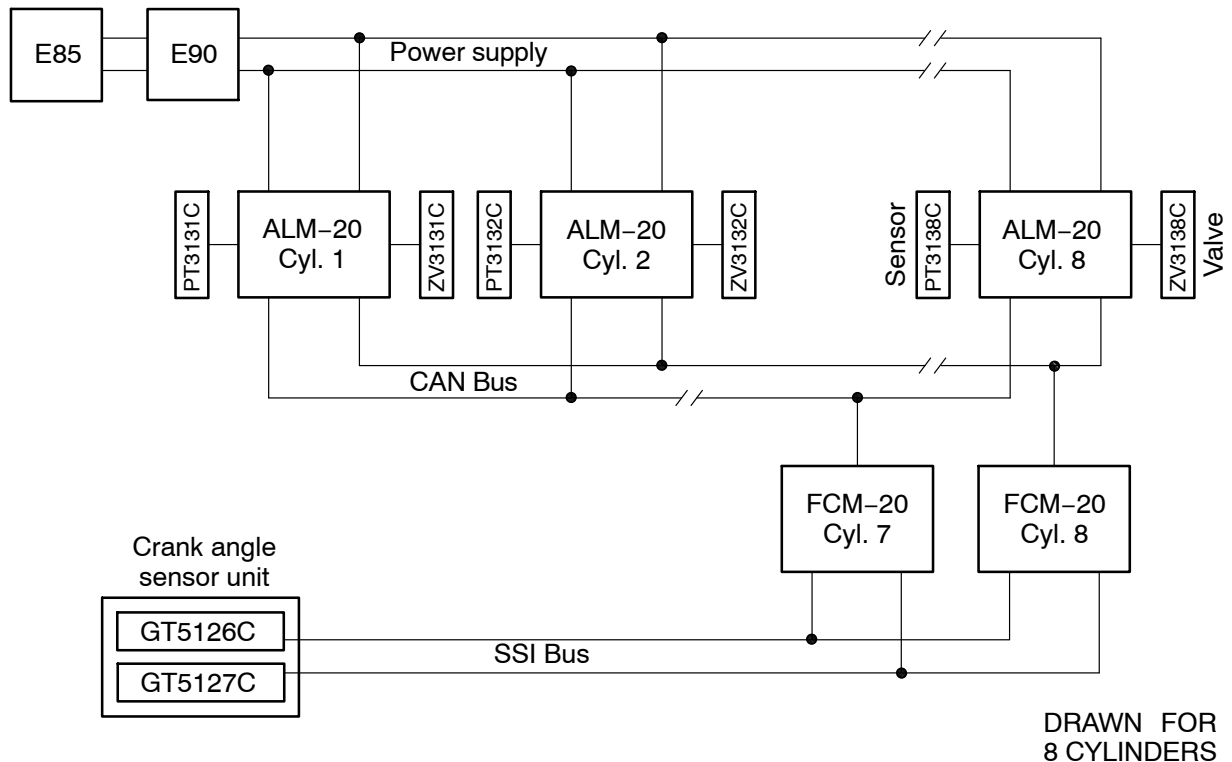 E85
E90
Power supply
PT3131C
ALM−20
Cyl. 1
ZV3131C
PT3132C
ALM−20
Cyl. 2
ZV3132C
Sensor
PT3138C
ALM−20
Cyl. 8
ZV3138C
Valve
CAN Bus
FCM−20
Cyl. 7
FCM−20
Cyl. 8
Crank angle
sensor unit
GT5126C
GT5127C
SSI Bus
DRAWN FOR
8 CYLINDERS